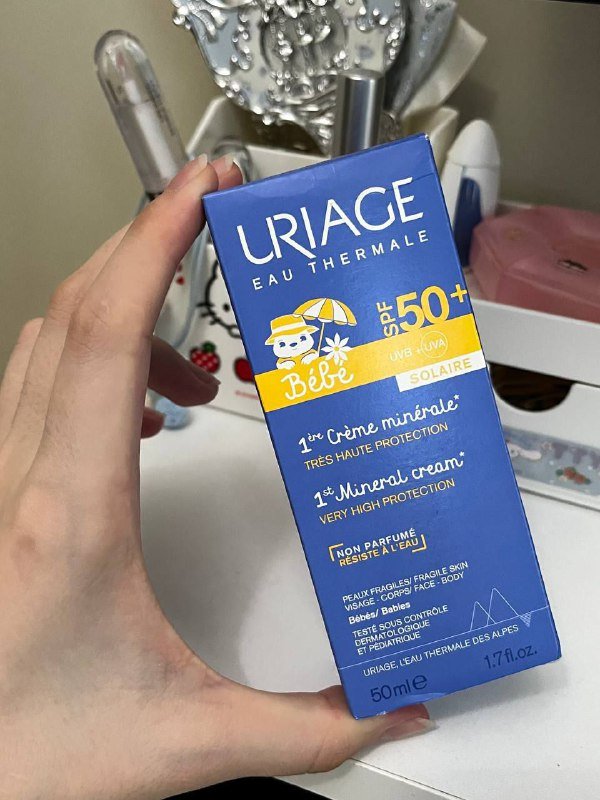 URIAGE
EAU THERMALE
SPF 50+
UVB + UVA
Bébé
SOLAIRE
1ère Crème minérale*
TRÈS HAUTE PROTECTION
1st Mineral cream*
VERY HIGH PROTECTION
NON PARFUMÉ
RÉSISTE À L'EAU
PEAUX FRAGILES/ FRAGILE SKIN
VISAGE - CORPS/ FACE - BODY
Bébés/ Babies
TESTÉ SOUS CONTRÔLE
DERMATOLOGIQUE
ET PÉDIATRIQUE
URIAGE, L'EAU THERMALE DES ALPES
50ml e
1.7 fl.oz.